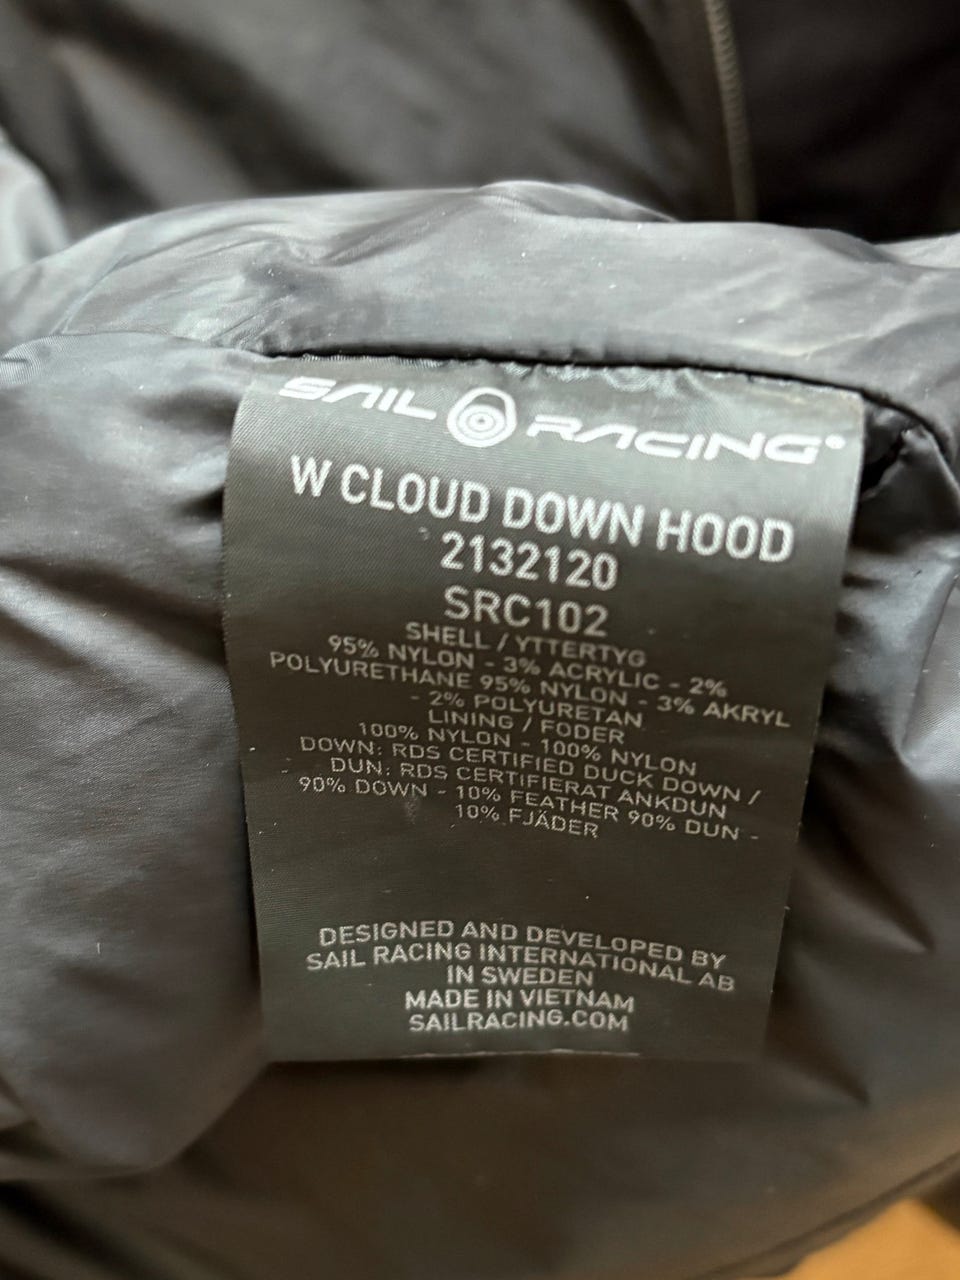 SAIL RACING®
W CLOUD DOWN HOOD
2132120
SRC102
SHELL / YTTERTYG
95% NYLON - 3% ACRYLIC - 2%
POLYURETHANE 95% NYLON - 3% AKRYL
- 2% POLYURETAN
LINING / FODER
100% NYLON - 100% NYLON
DOWN: RDS CERTIFIED DUCK DOWN /
DUN: RDS CERTIFIERAT ANKDUN
90% DOWN - 10% FEATHER 90% DUN -
10% FJÄDER
DESIGNED AND DEVELOPED BY
SAIL RACING INTERNATIONAL AB
IN SWEDEN
MADE IN VIETNAM
SAILRACING.COM